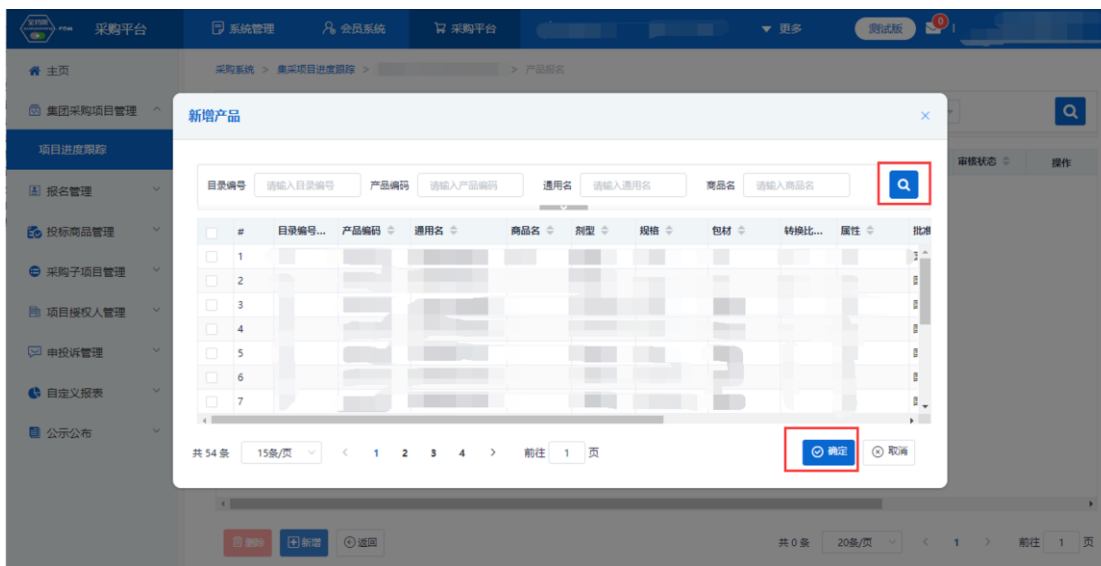 采购平台 系统管理 会员系统 采购平台 更多 测试版
主页
采购系统 > 集采项目进度跟踪 > > 产品报名
集团采购项目管理
新增产品
项目进度跟踪
审核状态 操作
目录编号 请输入目录编号 产品编码 请输入产品编码 通用名 请输入通用名 商品名 请输入商品名
报名管理
# 目录编号... 产品编码 通用名 商品名 剂型 规格 包材 转换比... 属性
投标商品管理
1
采购子项目管理
2
3
项目授权人管理
4
申投诉管理
5
6
自定义报表
7
公示公布
共 54 条 15条/页 < 1 2 3 4 > 前往 1 页 确定 取消
删除 新增 返回 共 0 条 20条/页 < 1 > 前往 1 页